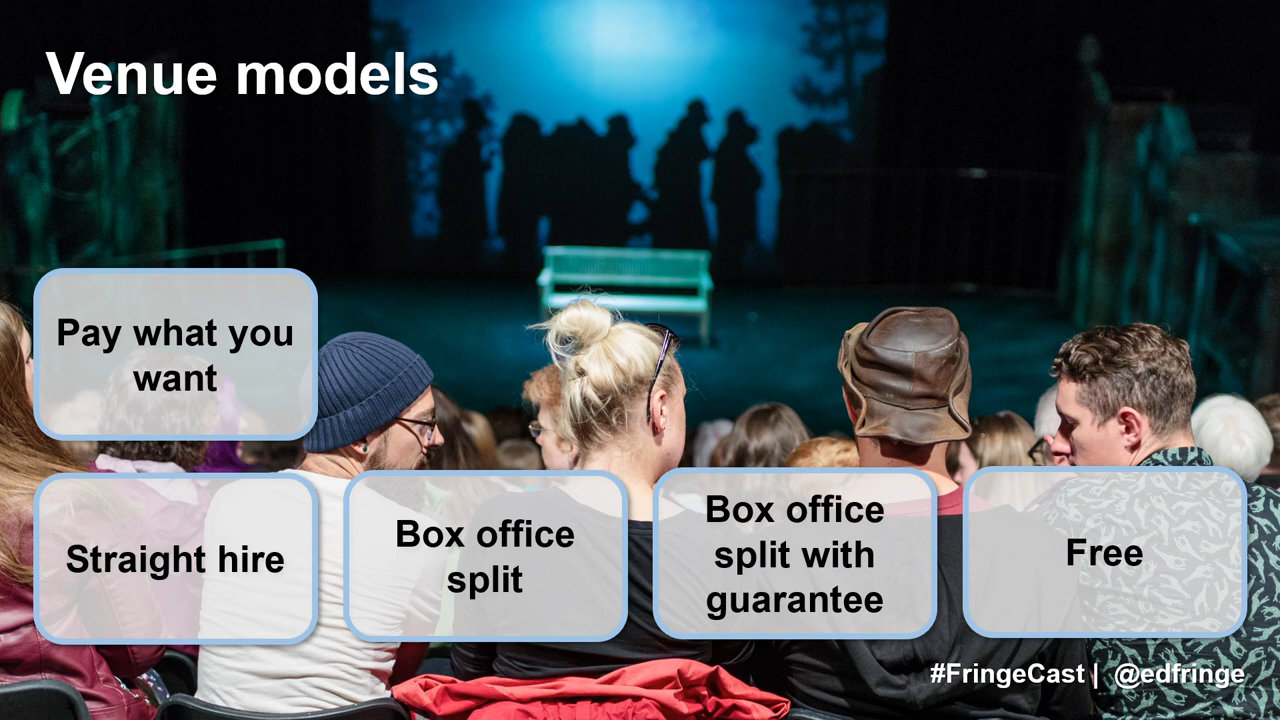 Venue models
Pay what you
want
Straight hire
Box office
split
Box office
split with
guarantee
Free
#FringeCast | @edfringe